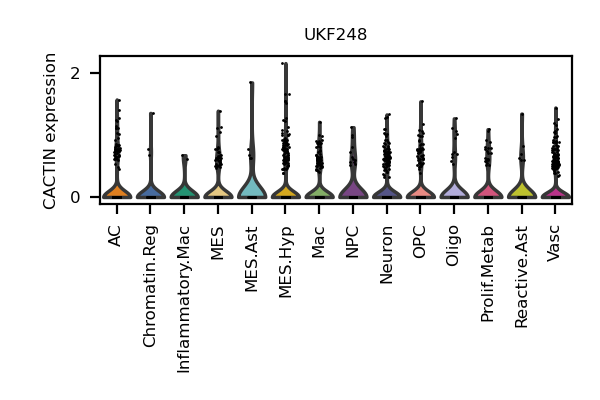 UKF248
CACTIN expression
2
0
AC
Chromatin.Reg
Inflammatory.Mac
MES
MES.Ast
MES.Hyp
Mac
NPC
Neuron
OPC
Oligo
Prolif.Metab
Reactive.Ast
Vasc